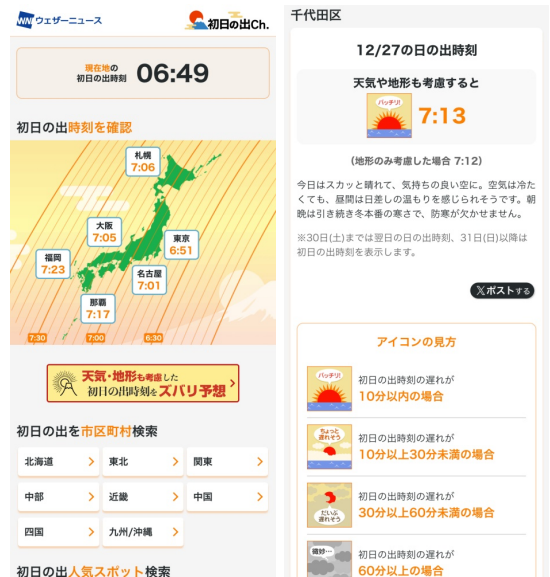 WNI ウェザーニュース
初日の出Ch.
現在地の
初日の出時刻
06:49
初日の出時刻を確認
札幌
7:06
大阪
7:05
東京
6:51
福岡
7:23
名古屋
7:01
那覇
7:17
7:30
7:00
6:30
天気・地形も考慮した
初日の出時刻をズバリ予想
初日の出を市区町村検索
北海道
東北
関東
中部
近畿
中国
四国
九州/沖縄
初日の出人気スポット検索
千代田区
12/27の日の出時刻
天気や地形も考慮すると
バッチリ!
7:13
(地形のみ考慮した場合 7:12)
今日はスカッと晴れて、気持ちの良い空に。空気は冷た
くても、昼間は日差しの温もりを感じられそうです。朝
晩は引き続き冬本番の寒さで、防寒が欠かせません。
※30日(土)までは翌日の日の出時刻、31日(日)以降は
初日の出時刻を表示します。
Xポストする
アイコンの見方
バッチリ!
初日の出時刻の遅れが
10分以内の場合
ちょっと
遅れそう
初日の出時刻の遅れが
10分以上30分未満の場合
だいぶ
遅れそう
初日の出時刻の遅れが
30分以上60分未満の場合
微妙…
初日の出時刻の遅れが
60分以上の場合